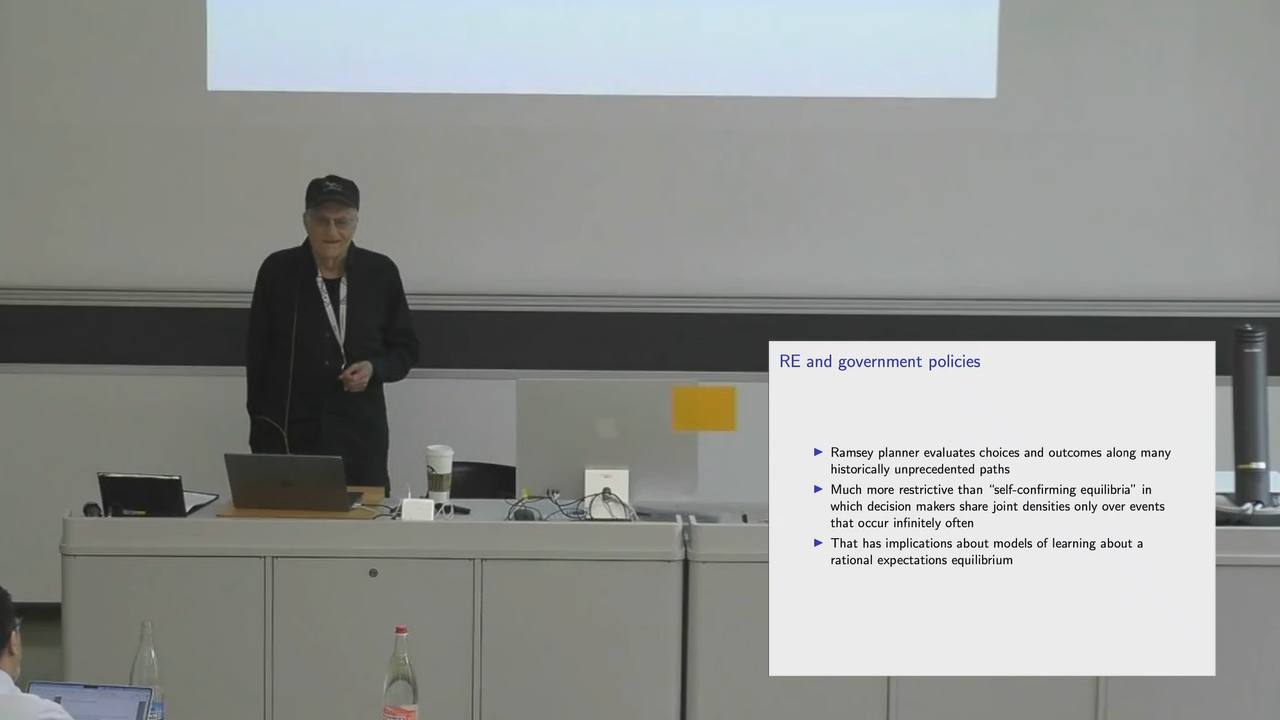 RE and government policies
Ramsey planner evaluates choices and outcomes along many
historically unprecedented paths
Much more restrictive than “self-confirming equilibria” in
which decision makers share joint densities only over events
that occur infinitely often
That has implications about models of learning about a
rational expectations equilibrium